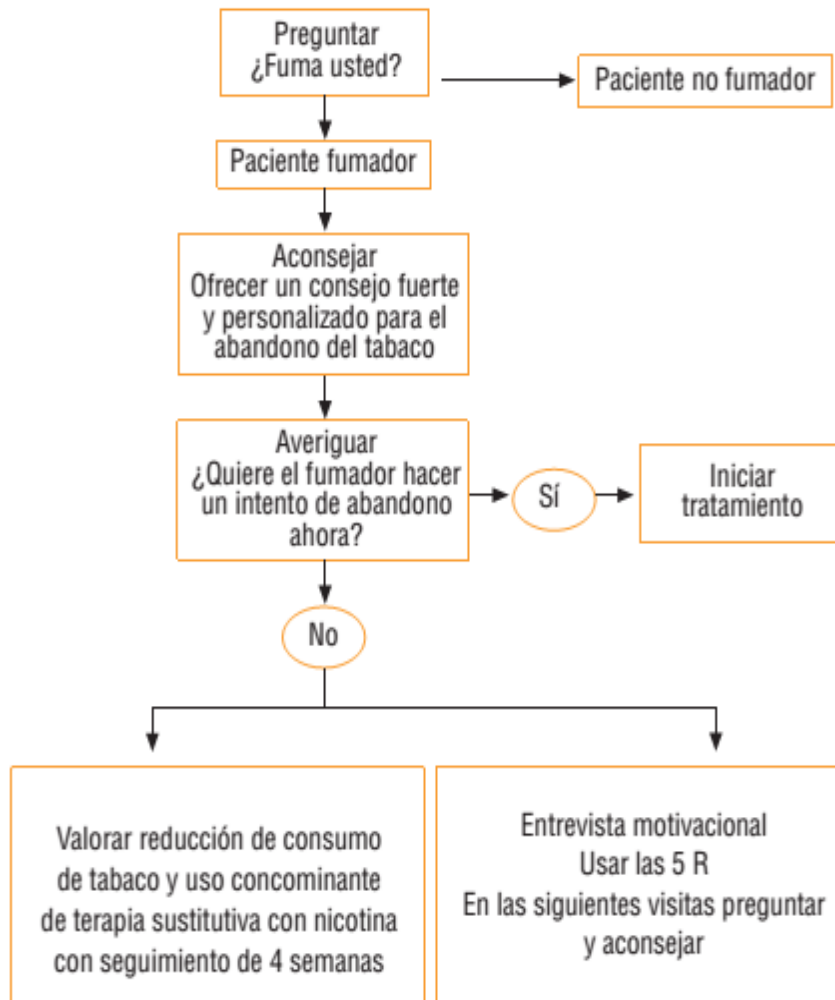 Preguntar
¿Fuma usted?
Paciente no fumador
Paciente fumador
Aconsejar
Ofrecer un consejo fuerte
y personalizado para el
abandono del tabaco
Averiguar
¿Quiere el fumador hacer
un intento de abandono
ahora?
Sí
Iniciar
tratamiento
No
Valorar reducción de consumo
de tabaco y uso concominante
de terapia sustitutiva con nicotina
con seguimiento de 4 semanas
Entrevista motivacional
Usar las 5 R
En las siguientes visitas preguntar
y aconsejar